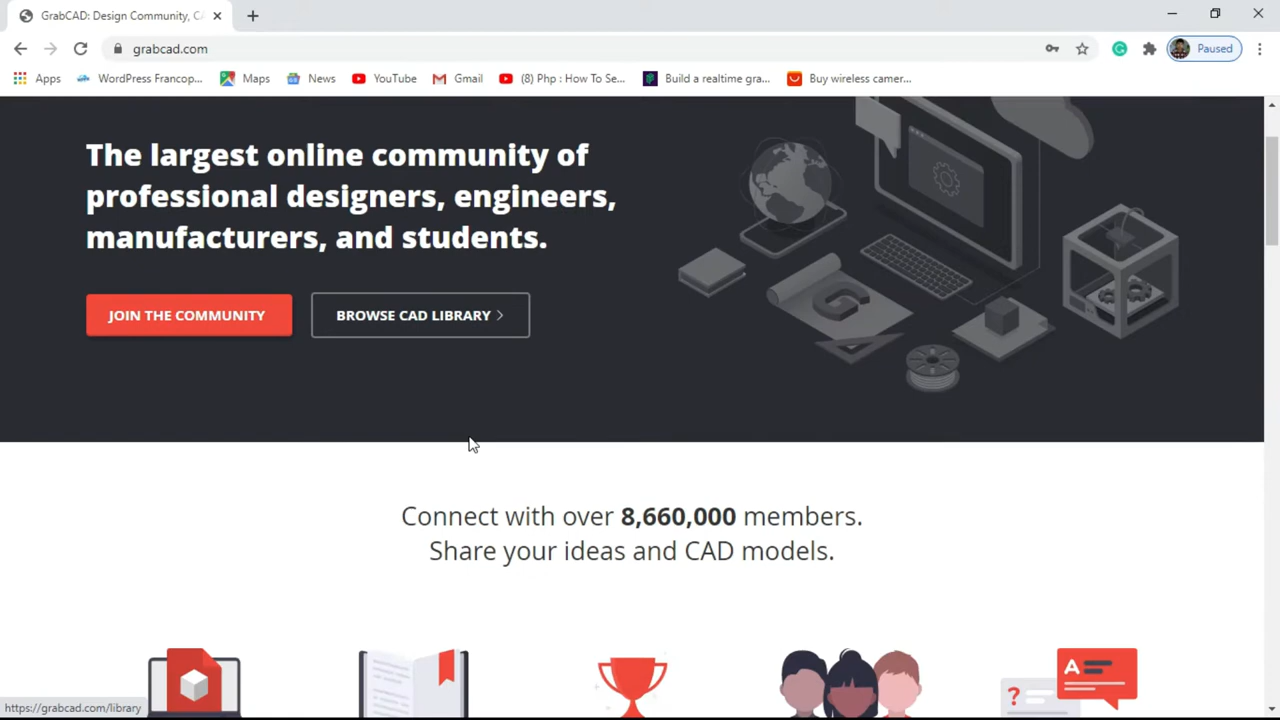 GrabCAD: Design Community, CA
grabcad.com
Paused
Apps
WordPress Francop...
Maps
News
YouTube
Gmail
(8) Php : How To Se...
Build a realtime gra...
Buy wireless camer...
The largest online community of
professional designers, engineers,
manufacturers, and students.
JOIN THE COMMUNITY
BROWSE CAD LIBRARY
Connect with over 8,660,000 members.
Share your ideas and CAD models.
A
?
https://grabcad.com/library